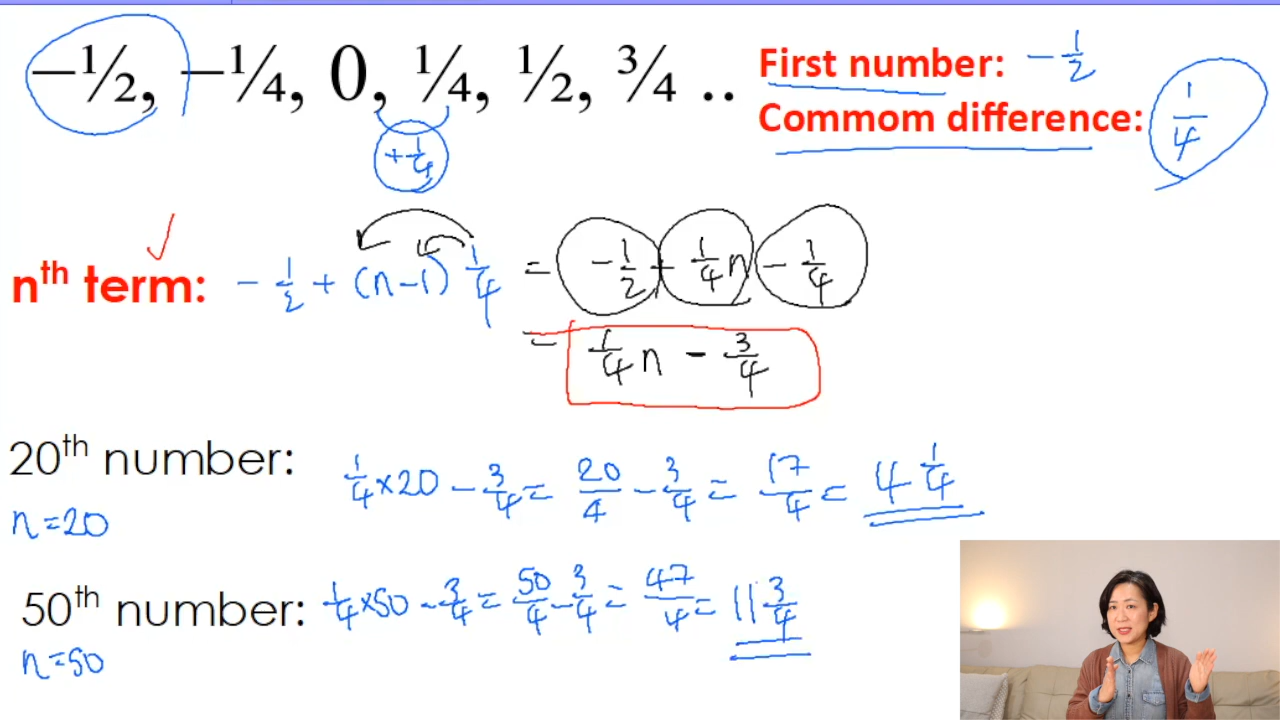 −½, −¼, 0, ¼, ½, ¾ ..
First number: − 1/2
Commom difference: 1/4
+ 1/4
nth term: − 1/2 + (n−1) 1/4 = − 1/2 + 1/4 n − 1/4
= 1/4 n − 3/4
20th number: 1/4 × 20 − 3/4 = 20/4 − 3/4 = 17/4 = 4 1/4
n = 20
50th number: 1/4 × 50 − 3/4 = 50/4 − 3/4 = 47/4 = 11 3/4
n = 50